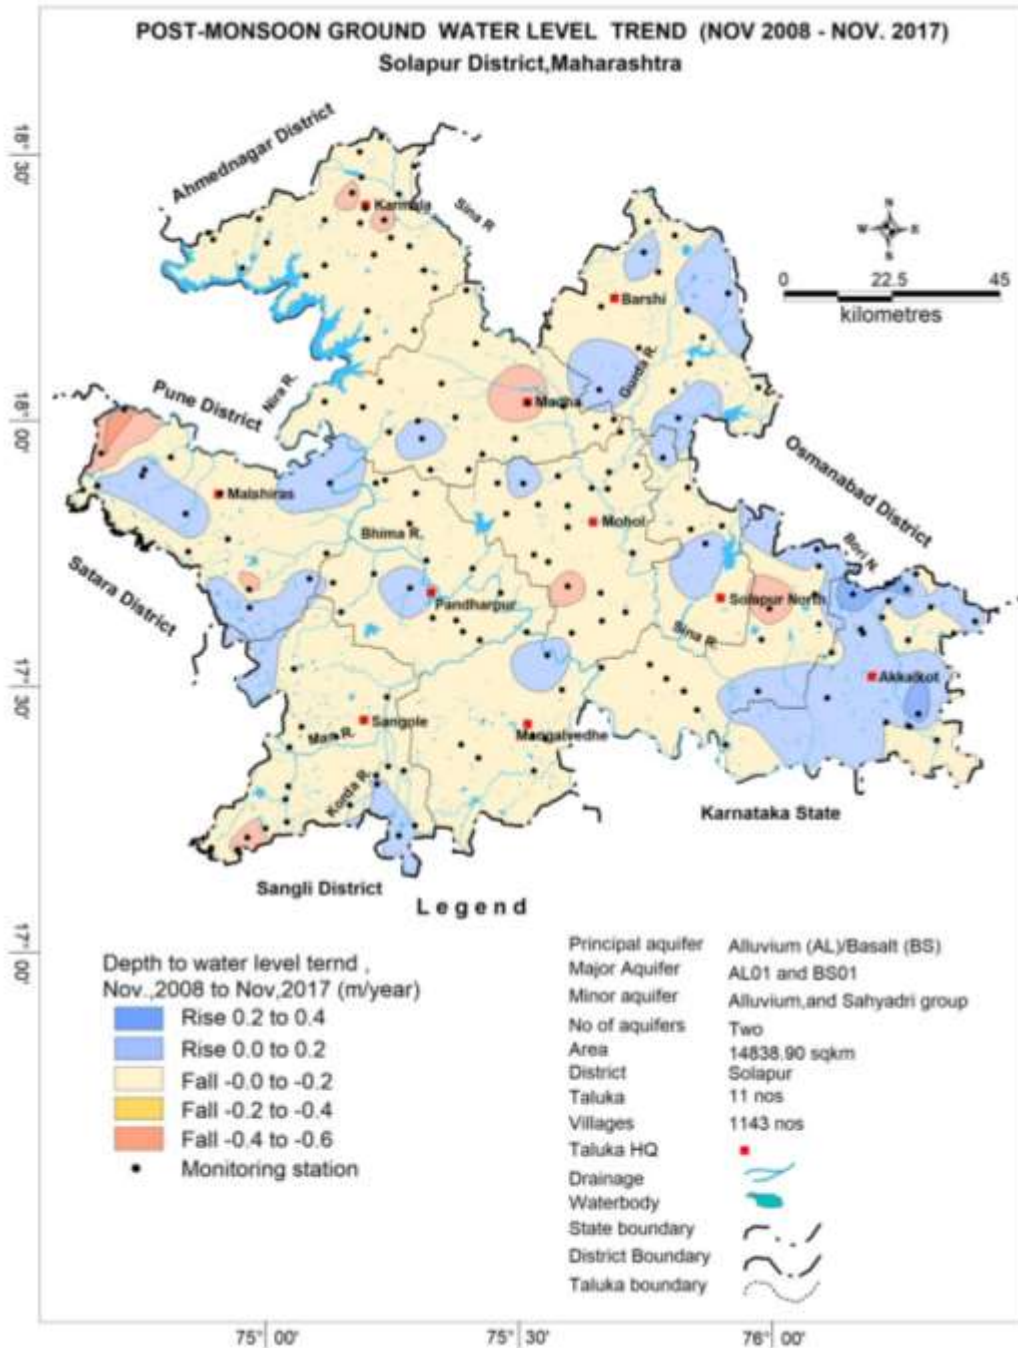 POST-MONSOON GROUND WATER LEVEL TREND (NOV 2008 - NOV. 2017)
Solapur District,Maharashtra
18° 30'
Ahmednagar District
Karmala
Sina R
N
W E
S
0 22.5 45
kilometres
Barshi
Gurda R.
Nira R.
Madha
Pune District
18° 00'
Osmanabad District
Malshiras
Mohol
Bhima R.
Bori N.
Satara District
Pandharpur
Solapur North
Sina R.
17° 30'
Akkalkot
Sangole
Man R.
Mangalvedhe
Korda R.
Karnataka State
Sangli District
Legend
17° 00'
Depth to water level ternd ,
Nov.,2008 to Nov,2017 (m/year)
Rise 0.2 to 0.4
Rise 0.0 to 0.2
Fall -0.0 to -0.2
Fall -0.2 to -0.4
Fall -0.4 to -0.6
Monitoring station
Principal aquifer Alluvium (AL)/Basalt (BS)
Major Aquifer AL01 and BS01
Minor aquifer Alluvium,and Sahyadri group
No of aquifers Two
Area 14838.90 sqkm
District Solapur
Taluka 11 nos
Villages 1143 nos
Taluka HQ
Drainage
Waterbody
State boundary
District Boundary
Taluka boundary
75° 00' 75° 30' 76° 00'